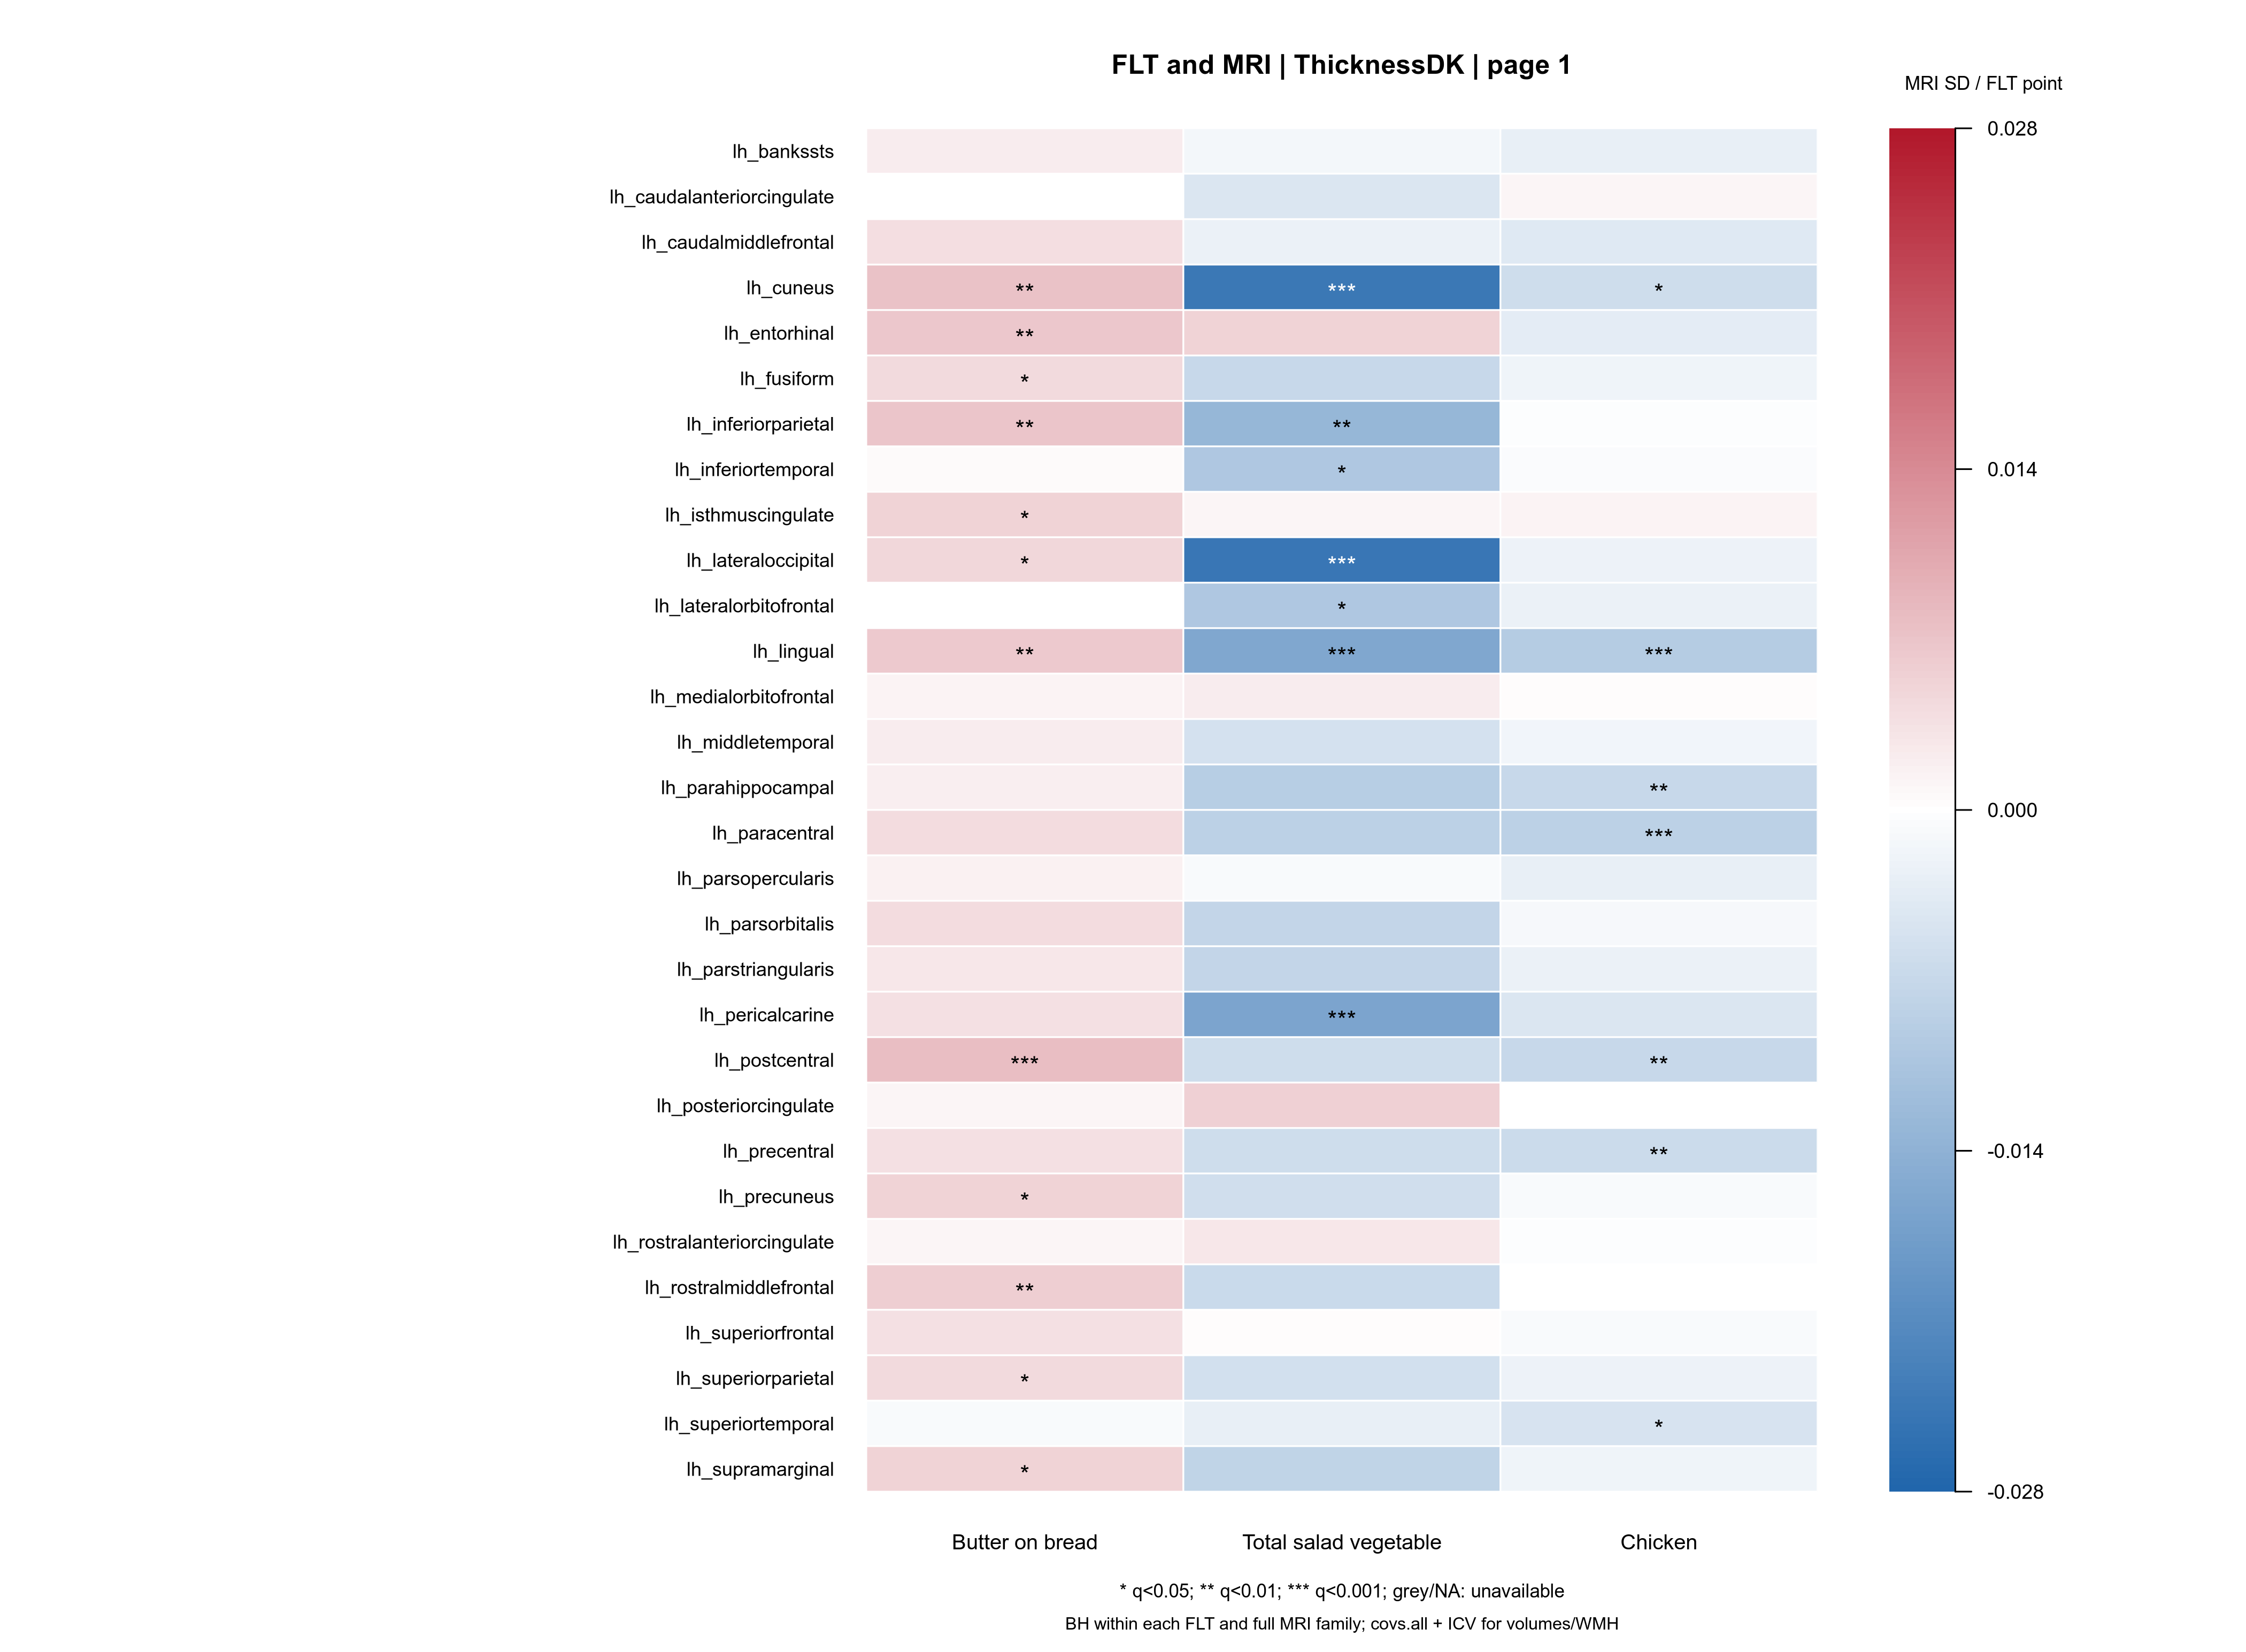 FLT and MRI | ThicknessDK | page 1
MRI SD / FLT point
0.028
0.014
0.000
-0.014
-0.028
lh_bankssts
lh_caudalanteriorcingulate
lh_caudalmiddlefrontal
lh_cuneus ** *** *
lh_entorhinal **
lh_fusiform *
lh_inferiorparietal ** **
lh_inferiortemporal *
lh_isthmuscingulate *
lh_lateraloccipital * ***
lh_lateralorbitofrontal *
lh_lingual ** *** ***
lh_medialorbitofrontal
lh_middletemporal
lh_parahippocampal **
lh_paracentral ***
lh_parsopercularis
lh_parsorbitalis
lh_parstriangularis
lh_pericalcarine ***
lh_postcentral *** **
lh_posteriorcingulate
lh_precentral **
lh_precuneus *
lh_rostralanteriorcingulate
lh_rostralmiddlefrontal **
lh_superiorfrontal
lh_superiorparietal *
lh_superiortemporal *
lh_supramarginal *
Butter on bread Total salad vegetable Chicken
* q<0.05; ** q<0.01; *** q<0.001; grey/NA: unavailable
BH within each FLT and full MRI family; covs.all + ICV for volumes/WMH